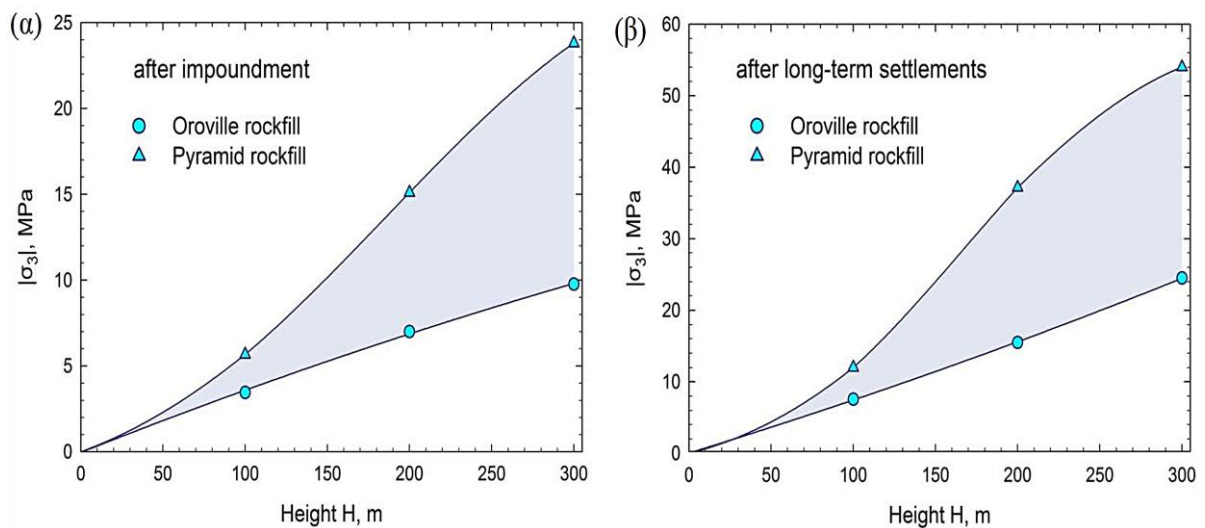 (α)
25
20
15
10
5
0
|σ3|, MPa
after impoundment
Oroville rockfill
Pyramid rockfill
0 50 100 150 200 250 300
Height H, m
(β)
60
50
40
30
20
10
0
|σ3|, MPa
after long-term settlements
Oroville rockfill
Pyramid rockfill
0 50 100 150 200 250 300
Height H, m